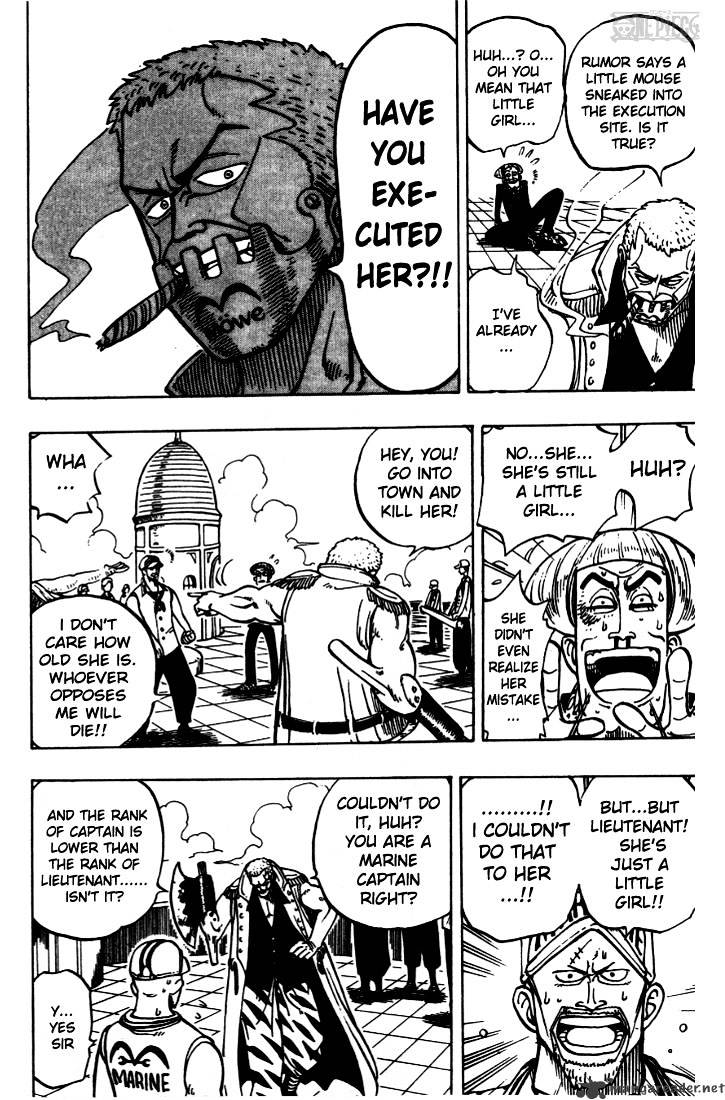 ONE PIECE
RUMOR SAYS A
LITTLE MOUSE
SNEAKED INTO
THE EXECUTION
SITE. IS IT
TRUE?
HUH...? O...
OH YOU
MEAN THAT
LITTLE
GIRL...
I'VE
ALREADY
...
HAVE
YOU
EXE-
CUTED
HER?!!
HUH?
NO...SHE...
SHE'S STILL
A LITTLE
GIRL...
SHE
DIDN'T
EVEN
REALIZE
HER
MISTAKE
...
HEY, YOU!
GO INTO
TOWN AND
KILL HER!
WHA
...
I DON'T
CARE HOW
OLD SHE IS.
WHOEVER
OPPOSES
ME WILL
DIE!!
BUT...BUT
LIEUTENANT!
SHE'S
JUST A
LITTLE
GIRL!!
.........!!
I COULDN'T
DO THAT
TO HER
...!!
COULDN'T DO
IT, HUH?
YOU ARE A
MARINE
CAPTAIN
RIGHT?
AND THE RANK
OF CAPTAIN IS
LOWER THAN
THE RANK OF
LIEUTENANT......
ISN'T IT?
Y...
YES
SIR
MARINE